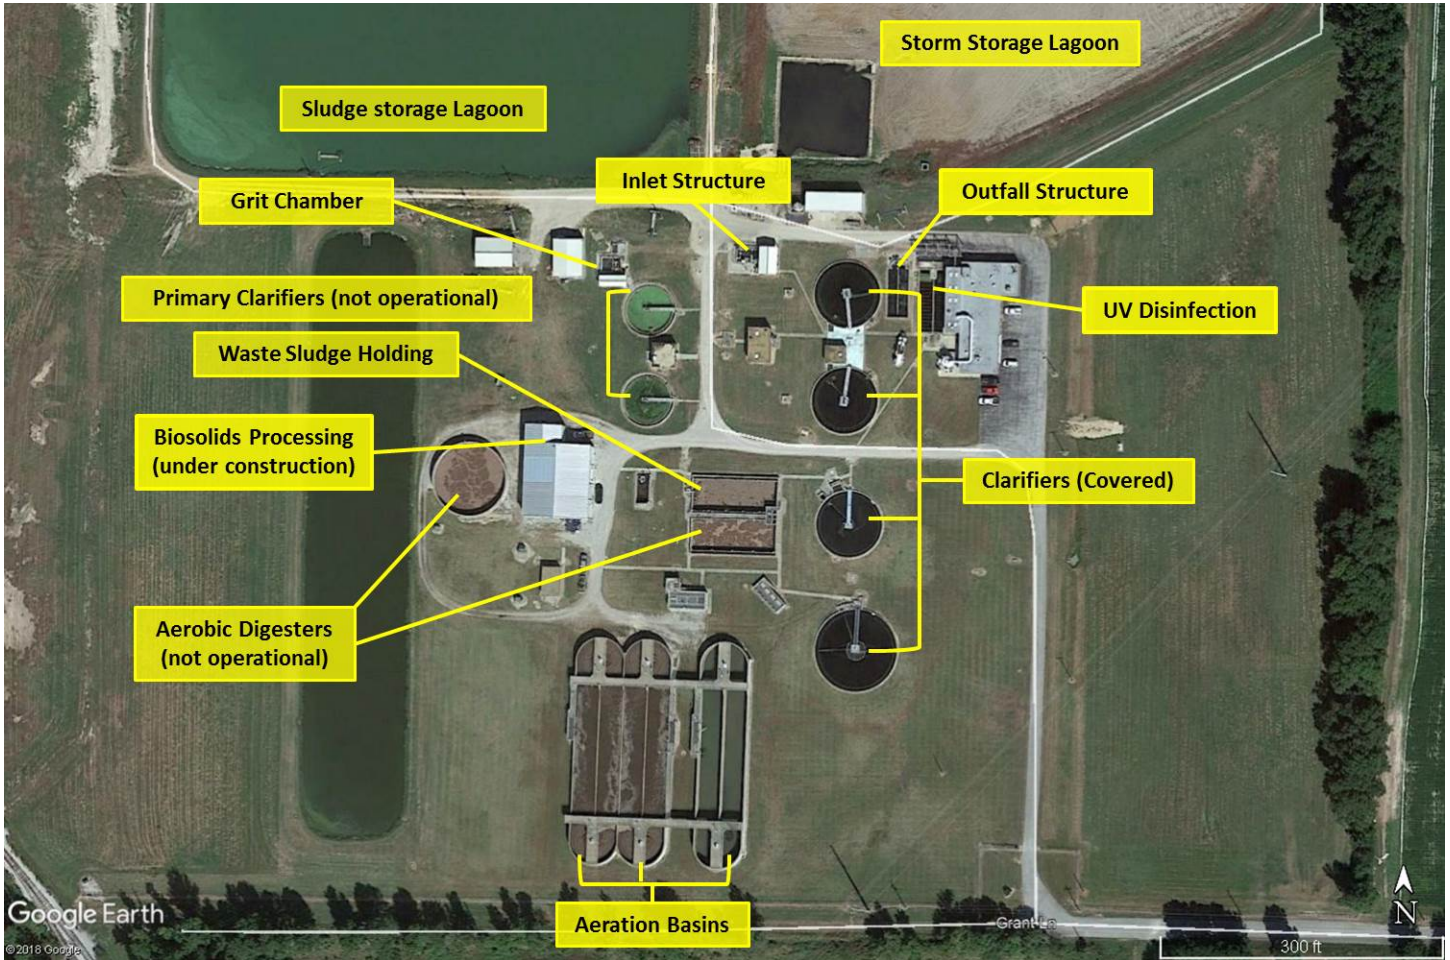 Storm Storage Lagoon
Sludge storage Lagoon
Inlet Structure
Grit Chamber
Outfall Structure
Primary Clarifiers (not operational)
UV Disinfection
Waste Sludge Holding
Biosolids Processing
(under construction)
Clarifiers (Covered)
Aerobic Digesters
(not operational)
Aeration Basins
Google Earth
©2018 Google
Grant Ln
N
300 ft